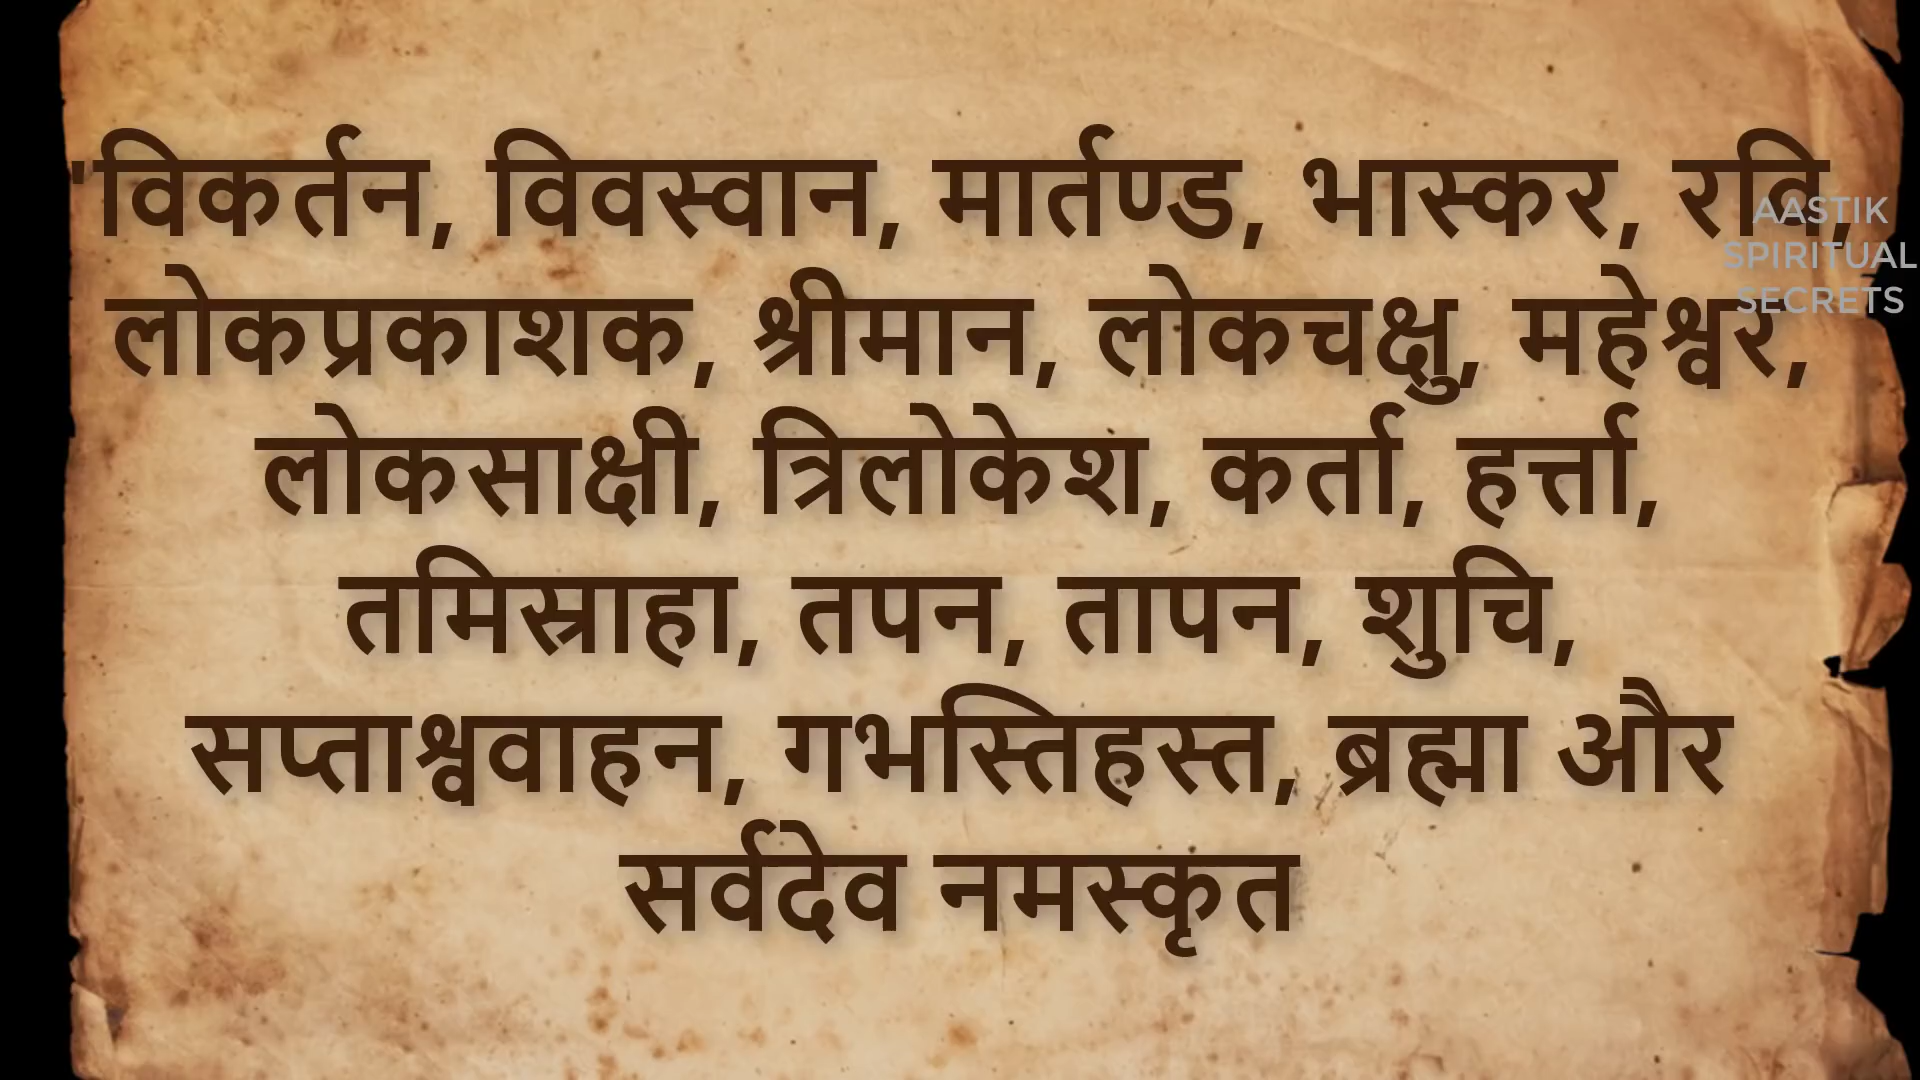 'विकर्तन, विवस्वान, मार्तण्ड, भास्कर, रवि,
लोकप्रकाशक, श्रीमान, लोकचक्षु, महेश्वर,
लोकसाक्षी, त्रिलोकेश, कर्ता, हर्त्ता,
तमिस्राहा, तपन, तापन, शुचि,
सप्ताश्ववाहन, गभस्तिहस्त, ब्रह्मा और
सर्वदेव नमस्कृत
AASTIK
SPIRITUAL
SECRETS